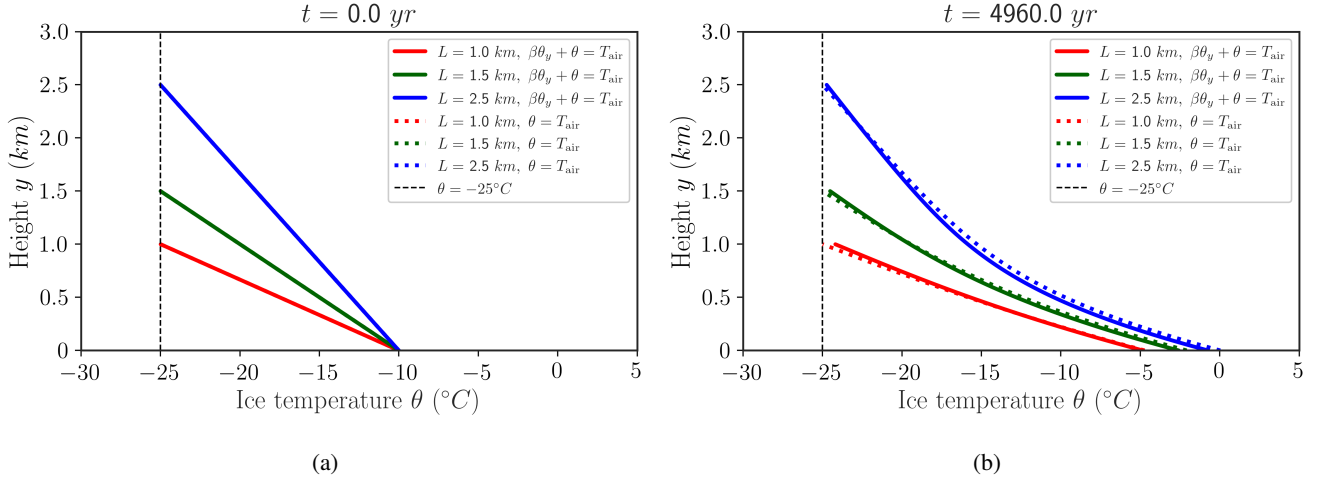 t = 0.0 yr
3.0
2.5
2.0
1.5
1.0
0.5
0
Height y (km)
−30 −25 −20 −15 −10 −5 0 5
Ice temperature θ (°C)
L = 1.0 km, βθ_y + θ = T_air
L = 1.5 km, βθ_y + θ = T_air
L = 2.5 km, βθ_y + θ = T_air
L = 1.0 km, θ = T_air
L = 1.5 km, θ = T_air
L = 2.5 km, θ = T_air
θ = −25°C
(a)
t = 4960.0 yr
3.0
2.5
2.0
1.5
1.0
0.5
0
Height y (km)
−30 −25 −20 −15 −10 −5 0 5
Ice temperature θ (°C)
L = 1.0 km, βθ_y + θ = T_air
L = 1.5 km, βθ_y + θ = T_air
L = 2.5 km, βθ_y + θ = T_air
L = 1.0 km, θ = T_air
L = 1.5 km, θ = T_air
L = 2.5 km, θ = T_air
θ = −25°C
(b)